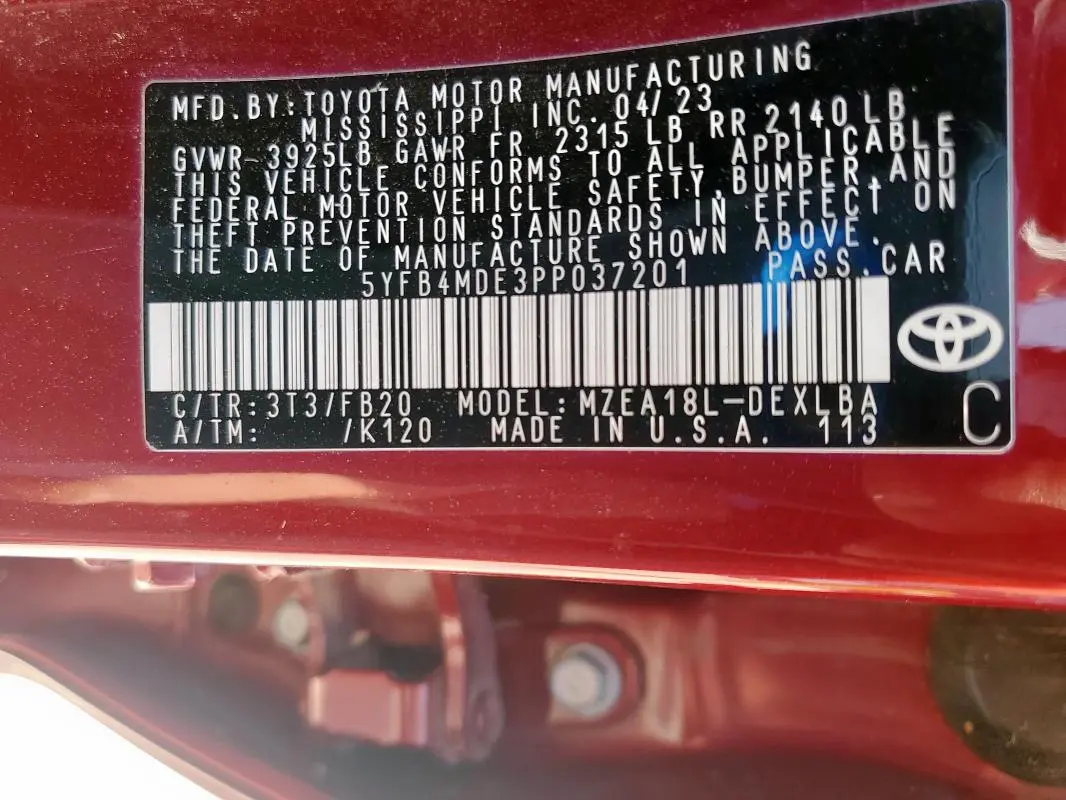 MFD. BY: TOYOTA MOTOR MANUFACTURING
MISSISSIPPI INC. 04/23
GVWR 3925LB GAWR FR 2315 LB RR 2140 LB
THIS VEHICLE CONFORMS TO ALL APPLICABLE
FEDERAL MOTOR VEHICLE SAFETY, BUMPER, AND
THEFT PREVENTION STANDARDS IN EFFECT ON
THE DATE OF MANUFACTURE SHOWN ABOVE.
5YFB4MDE3PP037201 PASS. CAR
C/TR: 3T3/FB20 MODEL: MZEA18L-DEXLBA
A/TM: /K120 MADE IN U.S.A. 113
C